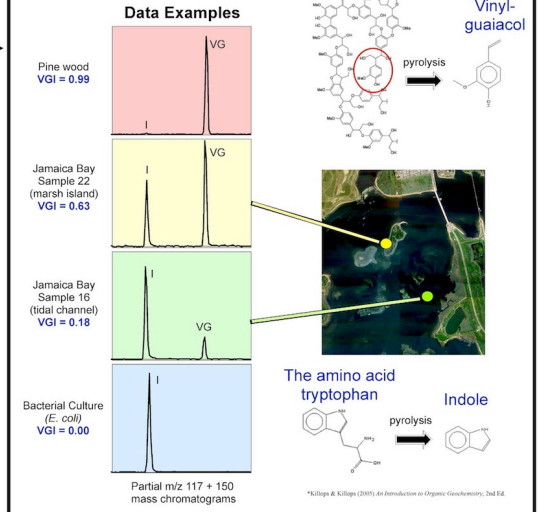 Data Examples
Pine wood
VGI = 0.99
I
VG
Jamaica Bay
Sample 22
(marsh island)
VGI = 0.63
I
VG
Jamaica Bay
Sample 16
(tidal channel)
VGI = 0.18
I
VG
Bacterial Culture
(E. coli)
VGI = 0.00
I
Partial m/z 117 + 150
mass chromatograms
Vinyl-
guaiacol
pyrolysis
The amino acid
tryptophan
Indole
pyrolysis
NH₂
OH
O
*Killops & Killops (2005) An Introduction to Organic Geochemistry, 2nd Ed.